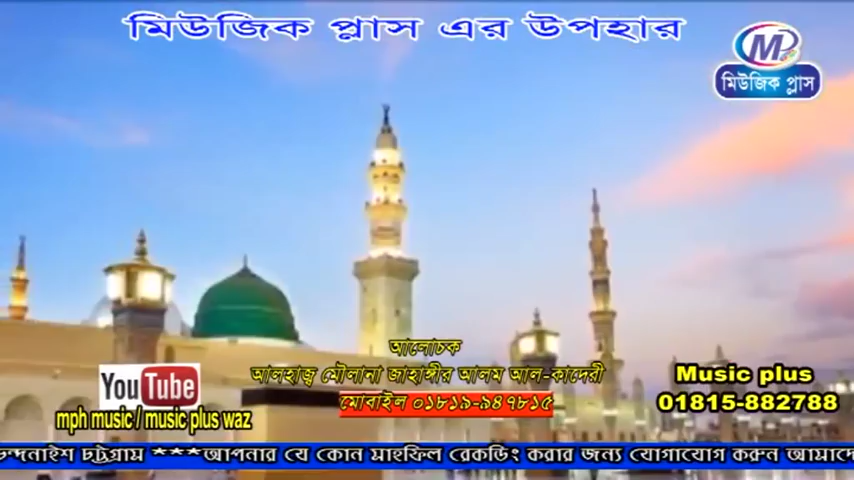 মিউজিক প্লাস এর উপহার
MP
মিউজিক প্লাস
আলোচক
আলহাজ্ব মৌলানা জাহাঙ্গীর আলম আল-কাদেরী
মোবাইল ০১৮১৯-৯৪৭৮১৫
YouTube
mph music / music plus waz
Music plus
01815-882788
চন্দনাইশ চট্টগ্রাম ***আপনার যে কোন মাহফিল রেকর্ডিং করার জন্য যোগাযোগ করুন আমাদে